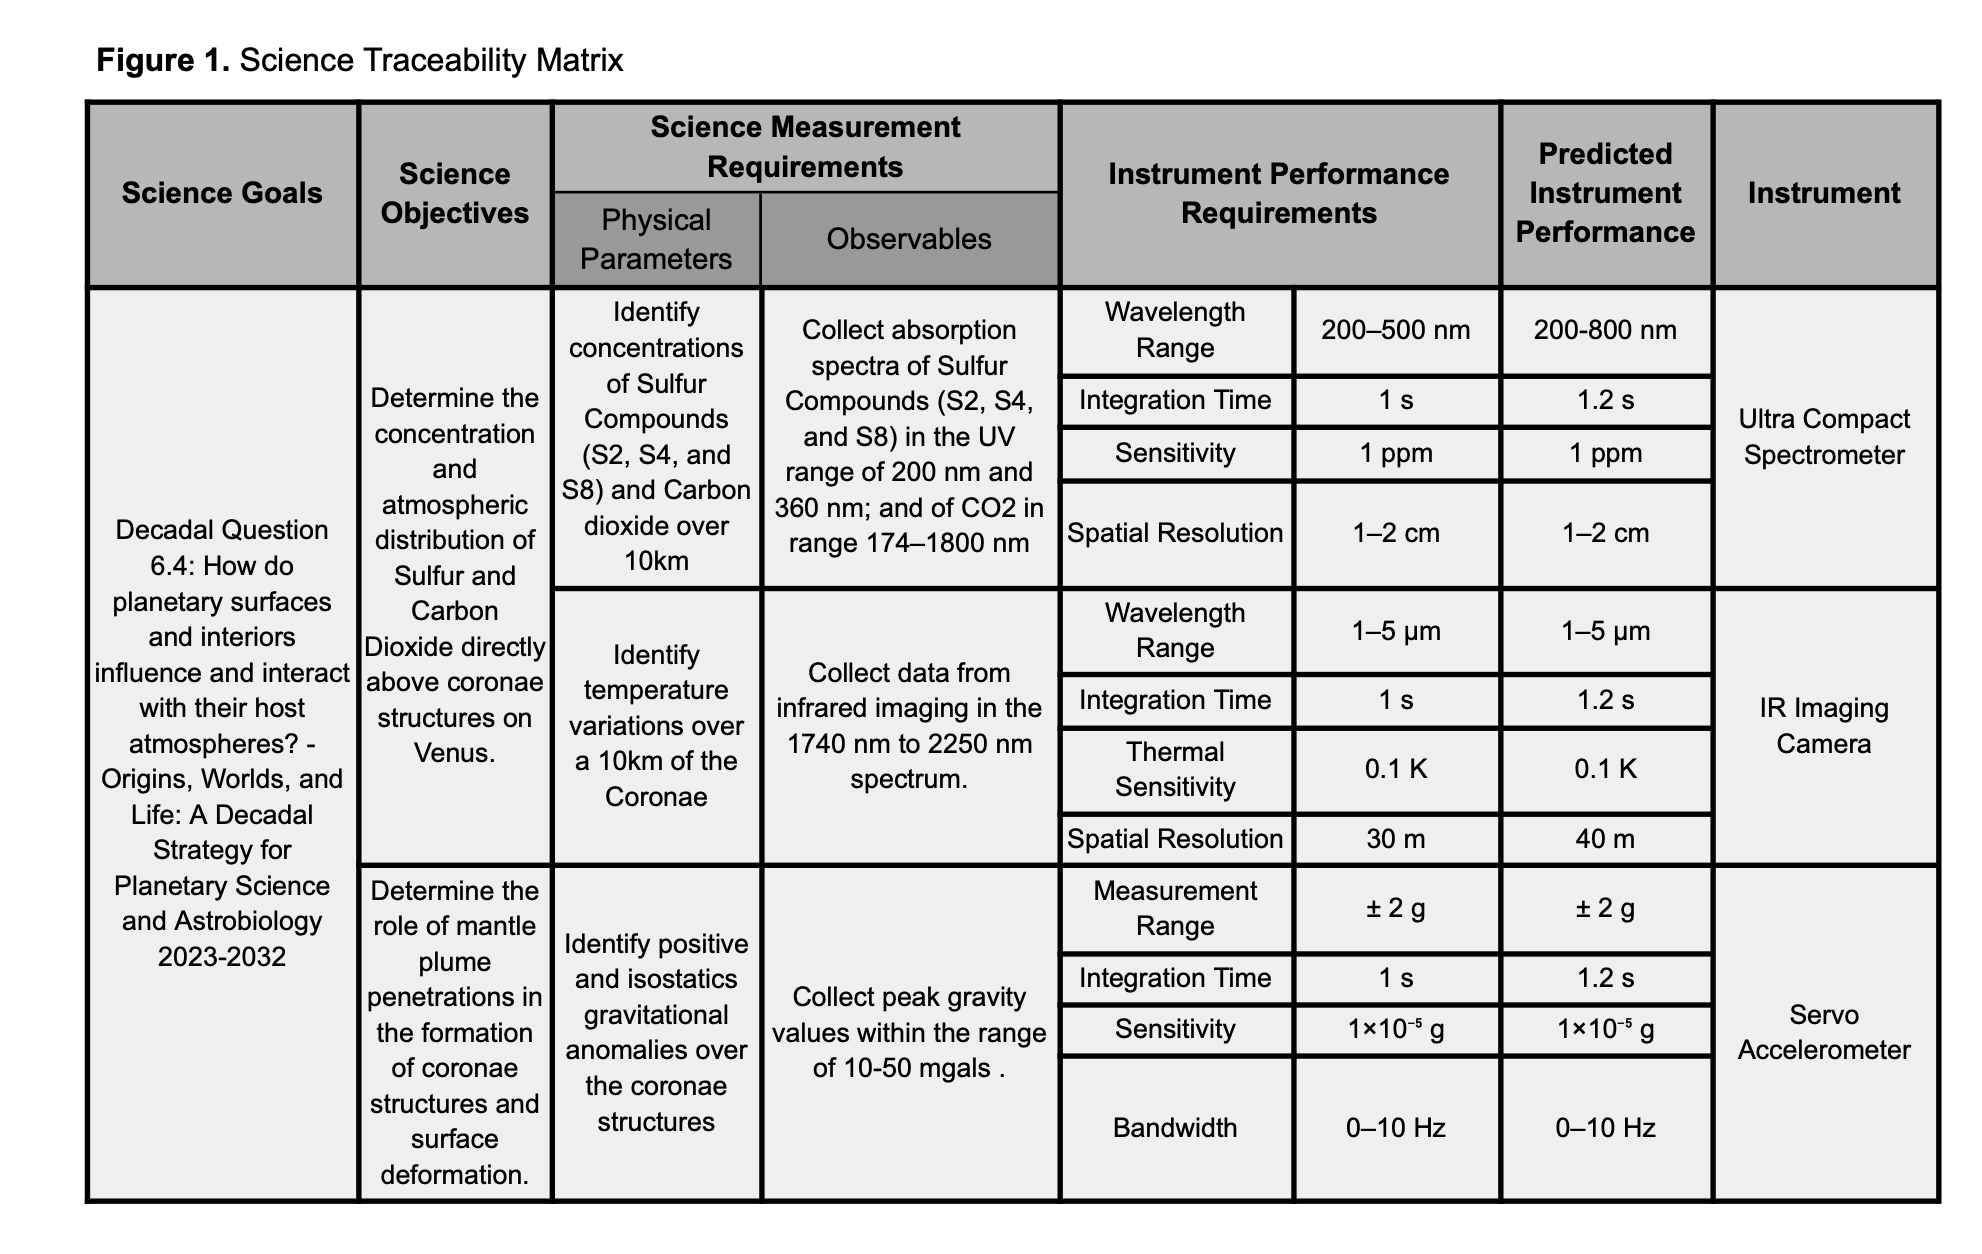 Figure 1. Science Traceability Matrix
Science Goals
Science
Objectives
Science Measurement
Requirements
Physical
Parameters
Observables
Instrument Performance
Requirements
Predicted
Instrument
Performance
Instrument
Decadal Question
6.4: How do
planetary surfaces
and interiors
influence and interact
with their host
atmospheres? -
Origins, Worlds, and
Life: A Decadal
Strategy for
Planetary Science
and Astrobiology
2023-2032
Determine the
concentration
and
atmospheric
distribution of
Sulfur and
Carbon
Dioxide directly
above coronae
structures on
Venus.
Identify
concentrations
of Sulfur
Compounds
(S2, S4, and
S8) and Carbon
dioxide over
10km
Collect absorption
spectra of Sulfur
Compounds (S2, S4,
and S8) in the UV
range of 200 nm and
360 nm; and of CO2 in
range 174–1800 nm
Wavelength
Range
200–500 nm
200-800 nm
Integration Time
1 s
1.2 s
Sensitivity
1 ppm
1 ppm
Spatial Resolution
1–2 cm
1–2 cm
Ultra Compact
Spectrometer
Identify
temperature
variations over
a 10km of the
Coronae
Collect data from
infrared imaging in the
1740 nm to 2250 nm
spectrum.
Wavelength
Range
1–5 μm
1–5 μm
Integration Time
1 s
1.2 s
Thermal
Sensitivity
0.1 K
0.1 K
Spatial Resolution
30 m
40 m
IR Imaging
Camera
Determine the
role of mantle
plume
penetrations in
the formation
of coronae
structures and
surface
deformation.
Identify positive
and isostatics
gravitational
anomalies over
the coronae
structures
Collect peak gravity
values within the range
of 10-50 mgals .
Measurement
Range
± 2 g
± 2 g
Integration Time
1 s
1.2 s
Sensitivity
1×10⁻⁵ g
1×10⁻⁵ g
Bandwidth
0–10 Hz
0–10 Hz
Servo
Accelerometer